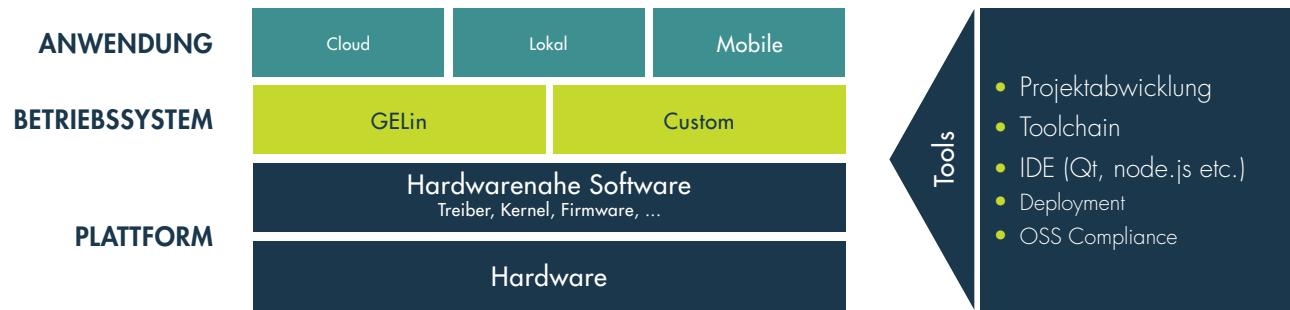 ANWENDUNG
Cloud
Lokal
Mobile
BETRIEBSSYSTEM
GELin
Custom
PLATTFORM
Hardwarenahe Software
Treiber, Kernel, Firmware, ...
Hardware
Tools
• Projektabwicklung
• Toolchain
• IDE (Qt, node.js etc.)
• Deployment
• OSS Compliance